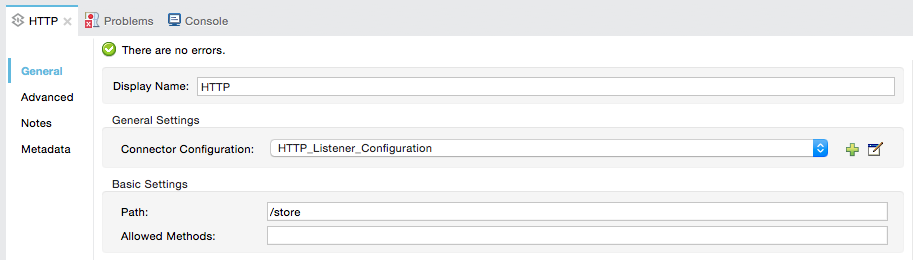 HTTP Problems Console
There are no errors.
General
Display Name: HTTP
Advanced
Notes
General Settings
Metadata
Connector Configuration: HTTP_Listener_Configuration
Basic Settings
Path: /store
Allowed Methods: